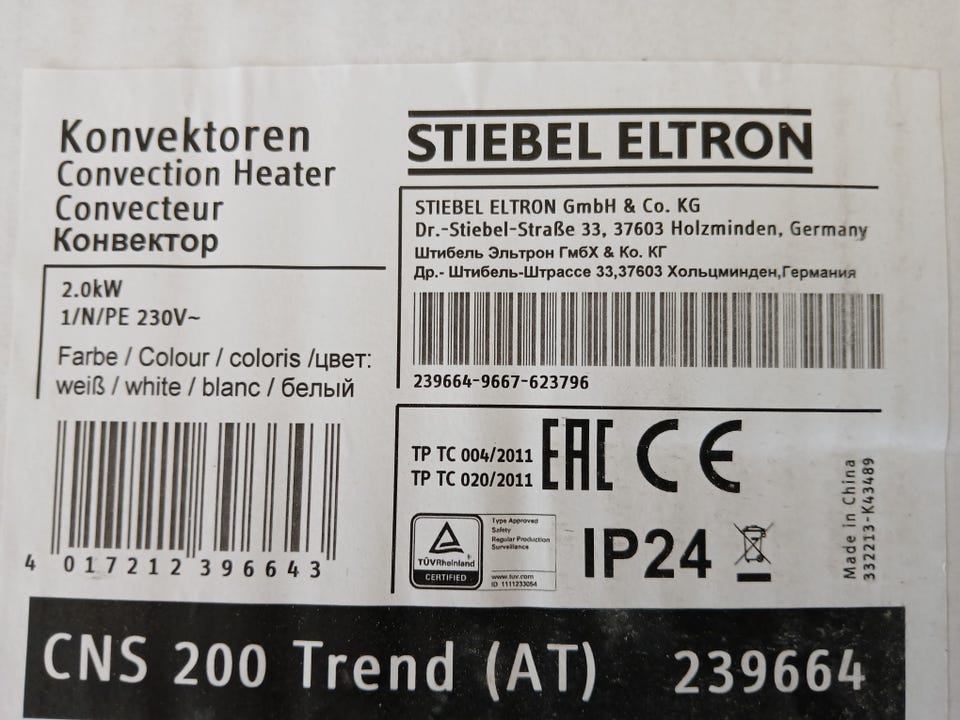 Konvektoren
Convection Heater
Convecteur
Конвектор
2.0kW
1/N/PE 230V~
Farbe / Colour / coloris /цвет:
weiß / white / blanc / белый
4 017212 396643
STIEBEL ELTRON
STIEBEL ELTRON GmbH & Co. KG
Dr.-Stiebel-Straße 33, 37603 Holzminden, Germany
Штибель Эльтрон ГмбХ & Ko. КГ
Др.- Штибель-Штрассе 33,37603 Хольцминден,Германия
239664-9667-623796
TP TC 004/2011
TP TC 020/2011
EAC CE
TÜVRheinland
CERTIFIED
Type Approved
Safety
Regular Production
Surveillance
www.tuv.com
ID 1111233054
IP24
Made in China
332213-K43489
CNS 200 Trend (AT) 239664